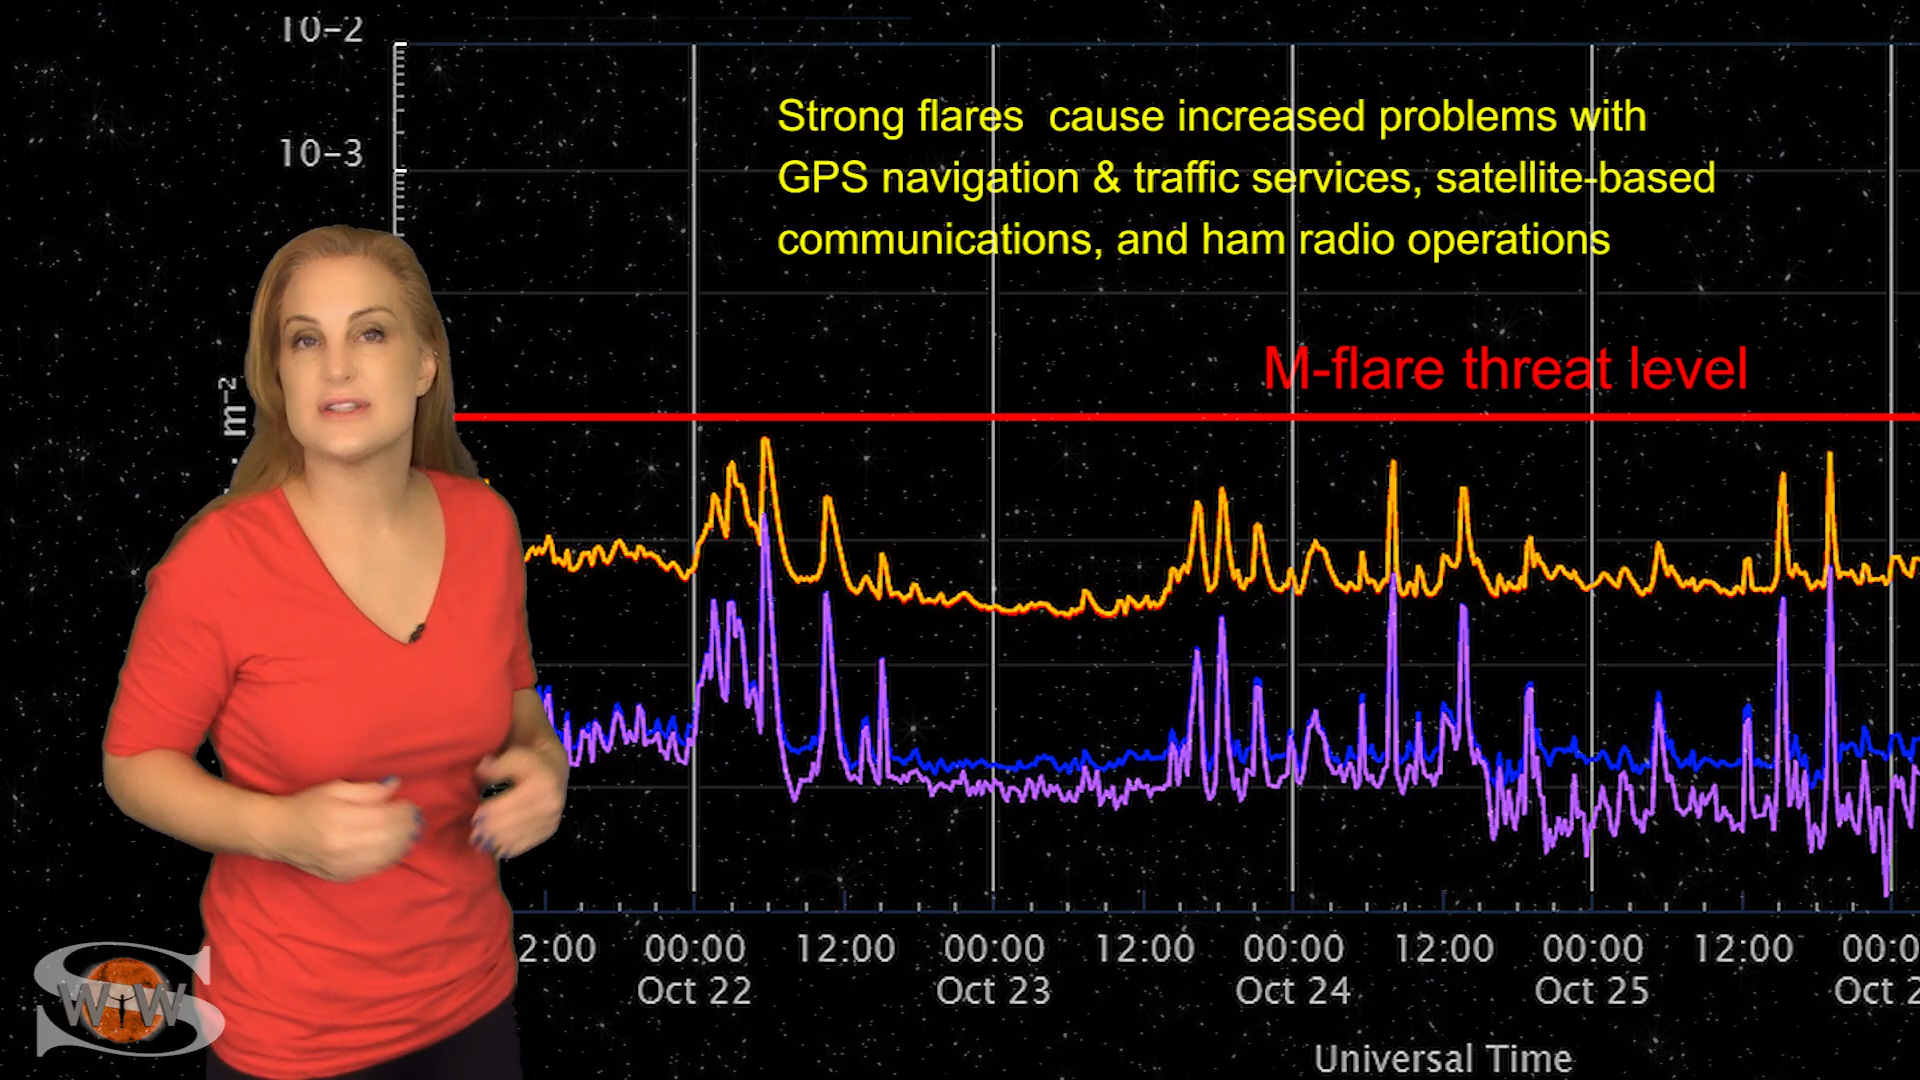 10-2
10-3
Strong flares  cause increased problems with
GPS navigation & traffic services, satellite-based
communications, and ham radio operations
M-flare threat level
m-2
2:00 00:00 12:00 00:00 12:00 00:00 12:00 00:00 12:00 00:0
Oct 22 Oct 23 Oct 24 Oct 25 Oct 2
Universal Time
S
WTW